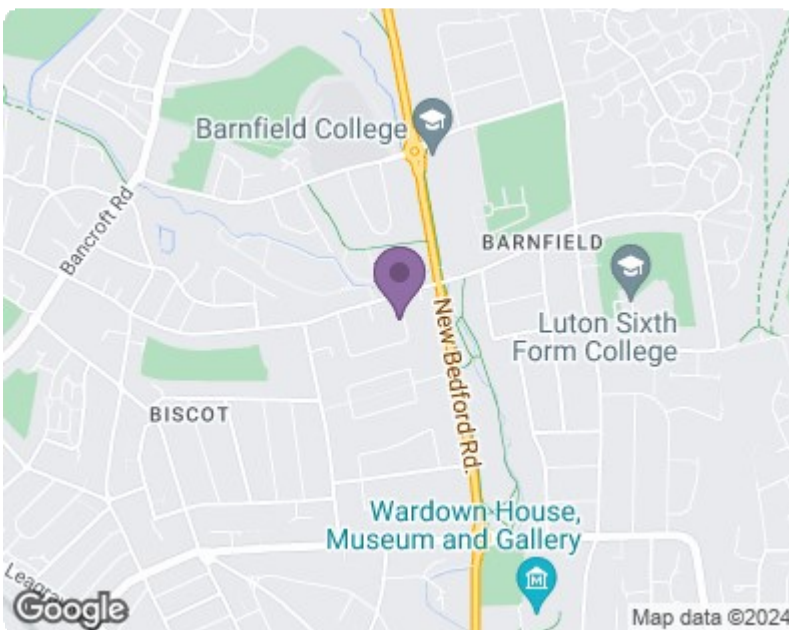 Barnfield College
Bancroft Rd
BARNFIELD
New Bedford Rd.
Luton Sixth
Form College
BISCOT
Wardown House,
Museum and Gallery
M
Leagrav
Google
Map data ©2024